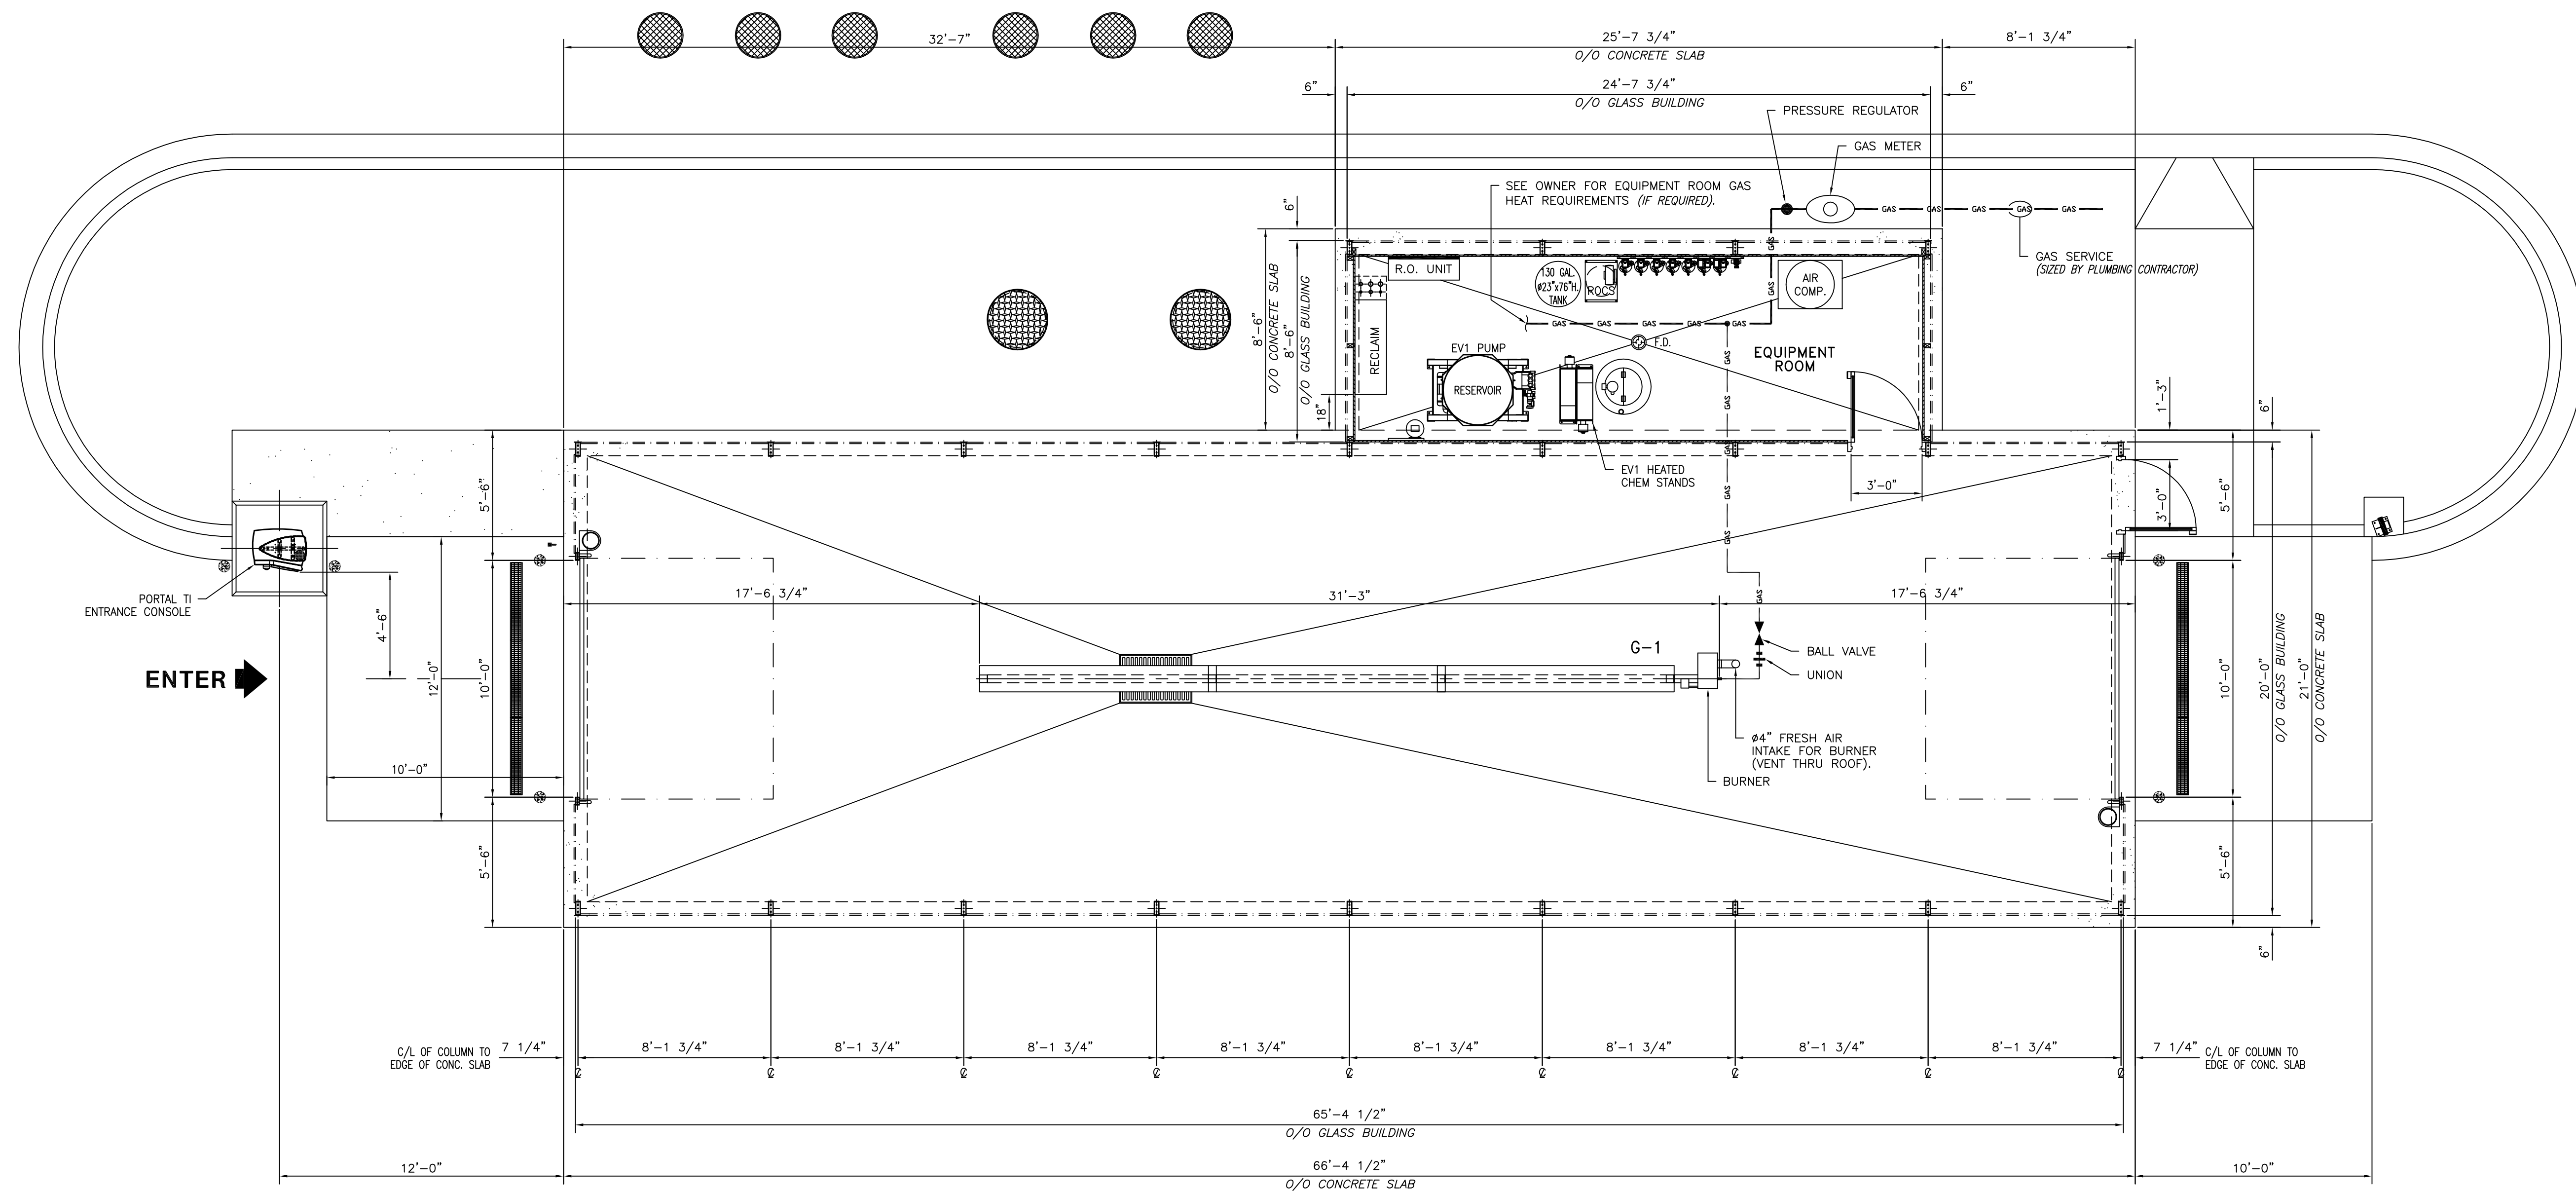 32'-7"
25'-7 3/4"
O/O CONCRETE SLAB
8'-1 3/4"
6"
24'-7 3/4"
O/O GLASS BUILDING
6"
PRESSURE REGULATOR
GAS METER
SEE OWNER FOR EQUIPMENT ROOM GAS
HEAT REQUIREMENTS (IF REQUIRED).
6"
GAS GAS GAS GAS GAS
GAS
GAS SERVICE
(SIZED BY PLUMBING CONTRACTOR)
8'-6"
O/O CONCRETE SLAB
8'-6"
O/O GLASS BUILDING
R.O. UNIT
130 GAL.
ø23"x76"H.
TANK
ROCS
AIR
COMP.
GAS
GAS GAS GAS GAS GAS
RECLAIM
18"
EV1 PUMP
RESERVOIR
F.D.
EQUIPMENT
ROOM
GAS
GAS
GAS
GAS
GAS
GAS
EV1 HEATED
CHEM STANDS
3'-0"
1'-3"
6"
3'-0"
5'-6"
5'-6"
PORTAL TI
ENTRANCE CONSOLE
4'-6"
ENTER
12'-0"
10'-0"
10'-0"
5'-6"
17'-6 3/4"
31'-3"
17'-6 3/4"
G-1
BALL VALVE
UNION
ø4" FRESH AIR
INTAKE FOR BURNER
(VENT THRU ROOF).
BURNER
10'-0"
20'-0"
O/O GLASS BUILDING
21'-0"
O/O CONCRETE SLAB
5'-6"
6"
C/L OF COLUMN TO
EDGE OF CONC. SLAB
7 1/4"
8'-1 3/4"
8'-1 3/4"
8'-1 3/4"
8'-1 3/4"
8'-1 3/4"
8'-1 3/4"
8'-1 3/4"
8'-1 3/4"
7 1/4"
C/L OF COLUMN TO
EDGE OF CONC. SLAB
65'-4 1/2"
O/O GLASS BUILDING
12'-0"
66'-4 1/2"
O/O CONCRETE SLAB
10'-0"